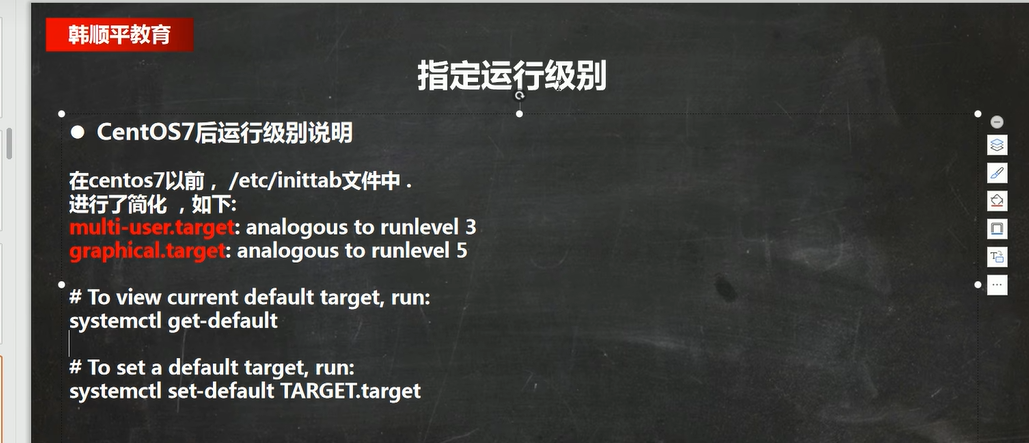 韩顺平教育
指定运行级别
● CentOS7后运行级别说明
在centos7以前， /etc/inittab文件中 .
进行了简化 ，如下:
multi-user.target: analogous to runlevel 3
graphical.target: analogous to runlevel 5
# To view current default target, run:
systemctl get-default
# To set a default target, run:
systemctl set-default TARGET.target